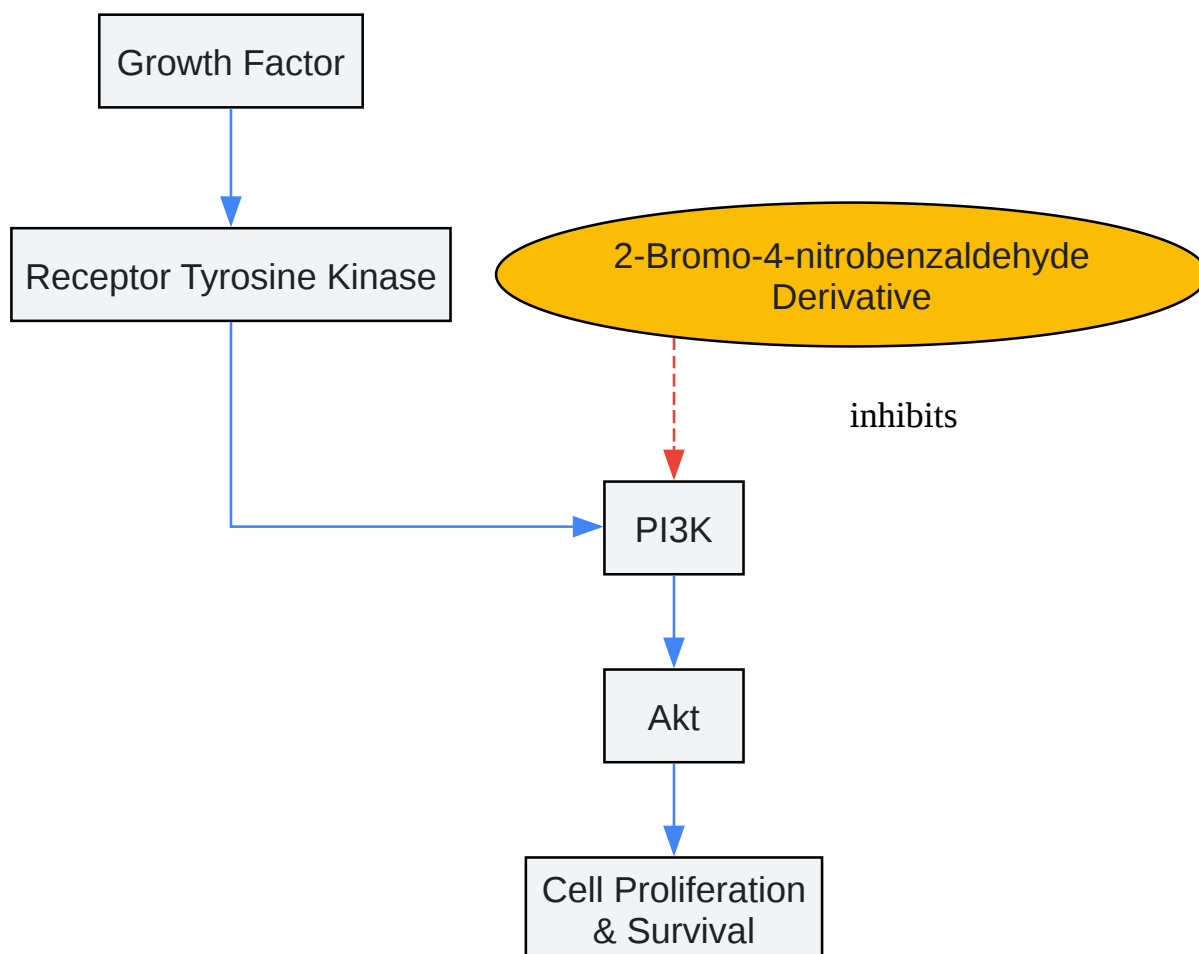 Growth Factor
Receptor Tyrosine Kinase
2-Bromo-4-nitrobenzaldehyde
Derivative
inhibits
PI3K
Akt
Cell Proliferation
& Survival